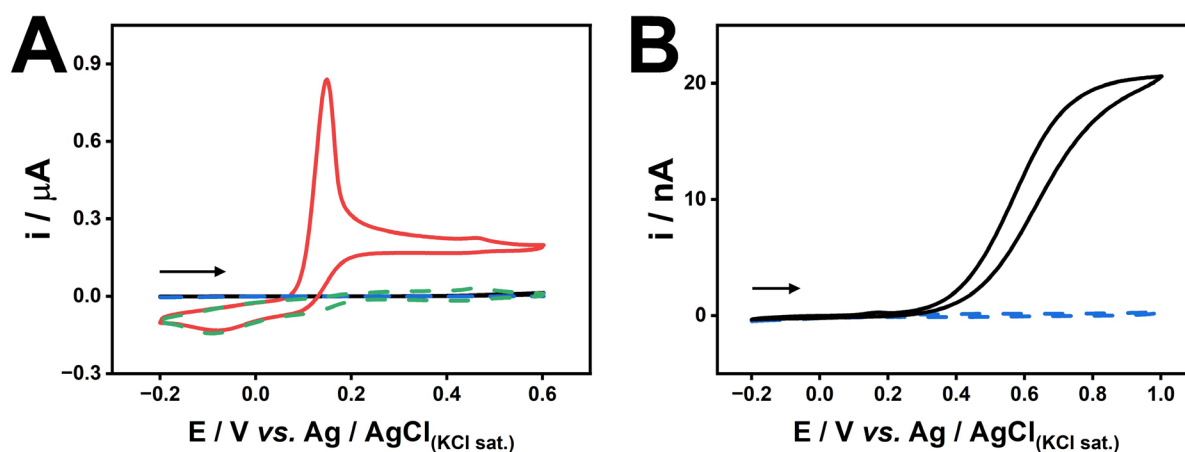 A
0.9
0.6
0.3
0.0
−0.3
i / μA
−0.2 0.0 0.2 0.4 0.6
E / V vs. Ag / AgCl(KCl sat.)
B
20
10
0
i / nA
−0.2 0.0 0.2 0.4 0.6 0.8 1.0
E / V vs. Ag / AgCl(KCl sat.)